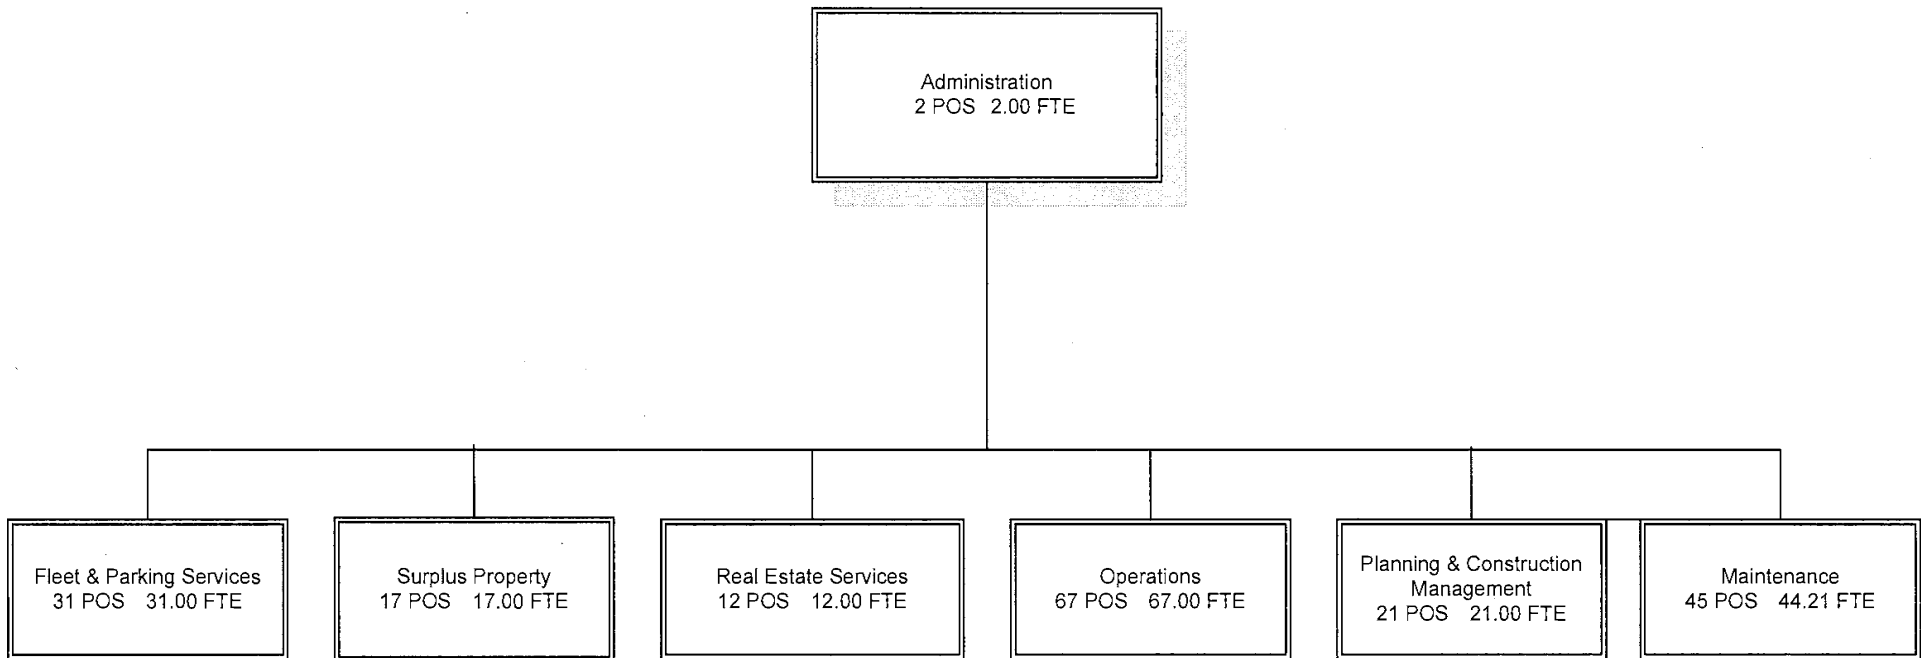 Administration
2 POS 2.00 FTE
Fleet & Parking Services
31 POS 31.00 FTE
Surplus Property
17 POS 17.00 FTE
Real Estate Services
12 POS 12.00 FTE
Operations
67 POS 67.00 FTE
Planning & Construction
Management
21 POS 21.00 FTE
Maintenance
45 POS 44.21 FTE